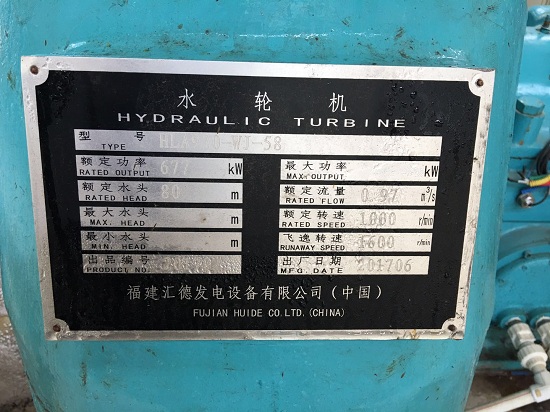 水轮机
HYDRAULIC TURBINE
型号 TYPE -WJ-58
额定功率 RATED OUTPUT kW 最大功率 MAX. OUTPUT kW
额定水头 RATED HEAD 80 m 额定流量 RATED FLOW 0.97 m³/s
最大水头 MAX. HEAD m 额定转速 RATED SPEED 1000 r/min
最小水头 MIN. HEAD m 飞逸转速 RUNAWAY SPEED 1600 r/min
出品编号 PRODUCT NO. 出厂日期 MFG. DATE 201706
福建汇德发电设备有限公司（中国）
FUJIAN HUIDE CO.LTD.(CHINA)